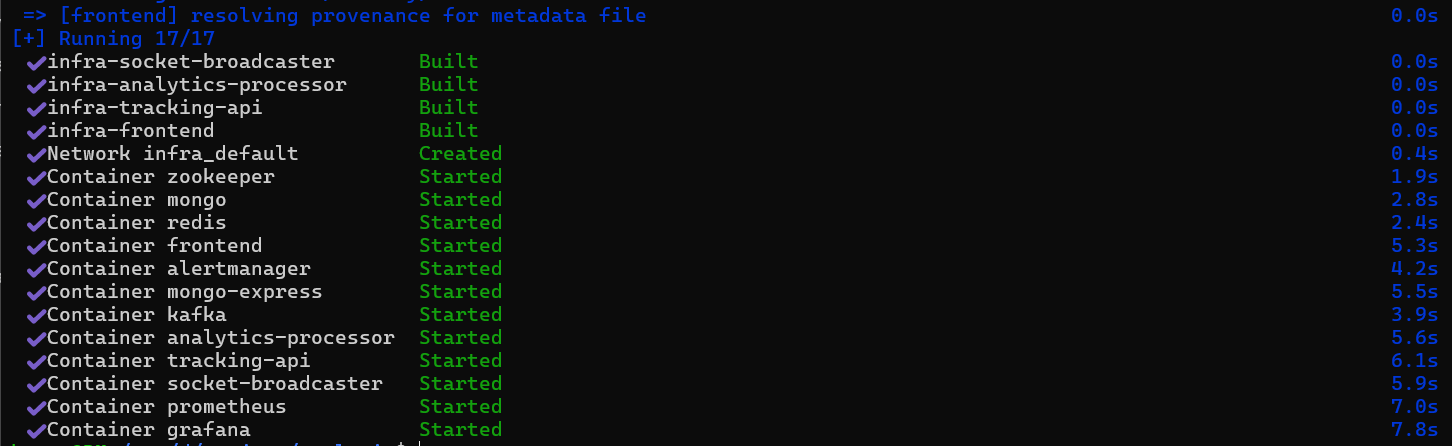 => [frontend] resolving provenance for metadata file 0.0s
[+] Running 17/17
✔infra-socket-broadcaster Built 0.0s
✔infra-analytics-processor Built 0.0s
✔infra-tracking-api Built 0.0s
✔infra-frontend Built 0.0s
✔Network infra_default Created 0.4s
✔Container zookeeper Started 1.9s
✔Container mongo Started 2.8s
✔Container redis Started 2.4s
✔Container frontend Started 5.3s
✔Container alertmanager Started 4.2s
✔Container mongo-express Started 5.5s
✔Container kafka Started 3.9s
✔Container analytics-processor Started 5.6s
✔Container tracking-api Started 6.1s
✔Container socket-broadcaster Started 5.9s
✔Container prometheus Started 7.0s
✔Container grafana Started 7.8s